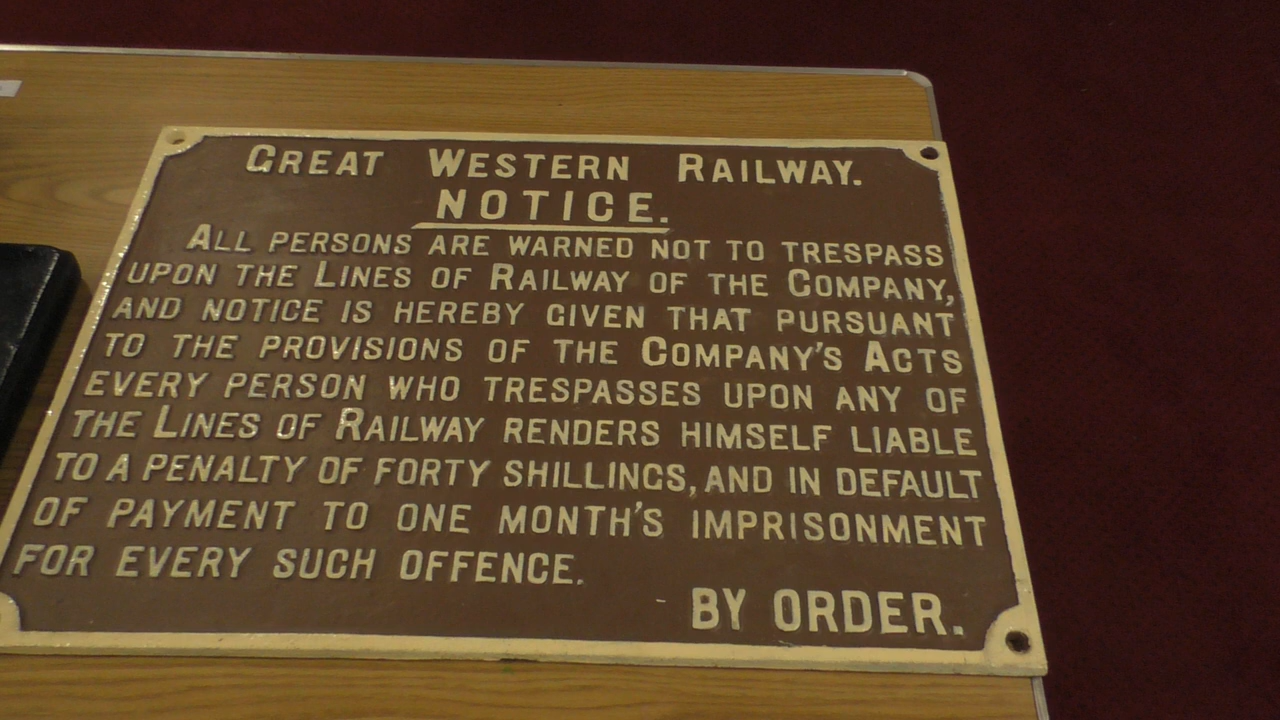 GREAT WESTERN RAILWAY.
NOTICE.
ALL PERSONS ARE WARNED NOT TO TRESPASS
UPON THE LINES OF RAILWAY OF THE COMPANY,
AND NOTICE IS HEREBY GIVEN THAT PURSUANT
TO THE PROVISIONS OF THE COMPANY'S ACTS
EVERY PERSON WHO TRESPASSES UPON ANY OF
THE LINES OF RAILWAY RENDERS HIMSELF LIABLE
TO A PENALTY OF FORTY SHILLINGS, AND IN DEFAULT
OF PAYMENT TO ONE MONTH'S IMPRISONMENT
FOR EVERY SUCH OFFENCE.
BY ORDER.